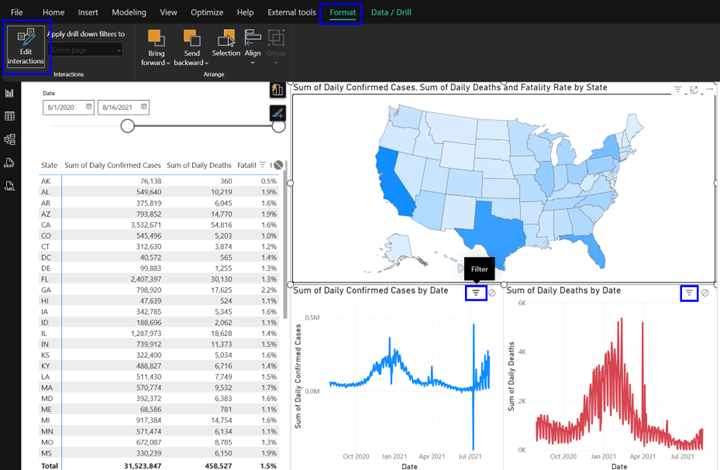 File Home Insert Modeling View Optimize Help External tools Format Data / Drill
Edit interactions
Apply drill down filters to
Entire page
Bring forward
Send backward
Selection
Align
Group
Interactions
Arrange
Date
8/1/2020 8/16/2021
State Sum of Daily Confirmed Cases Sum of Daily Deaths Fatalit
AK 76,138 360 0.5%
AL 549,640 10,219 1.9%
AR 375,819 6,045 1.6%
AZ 793,852 14,770 1.9%
CA 3,532,671 54,816 1.6%
CO 545,496 5,203 1.0%
CT 312,630 3,874 1.2%
DC 40,572 565 1.4%
DE 99,883 1,255 1.3%
FL 2,407,397 30,130 1.3%
GA 798,920 17,625 2.2%
HI 47,639 524 1.1%
IA 342,785 5,345 1.6%
ID 188,696 2,062 1.1%
IL 1,287,973 18,628 1.4%
IN 739,912 11,373 1.5%
KS 322,400 5,034 1.6%
KY 488,827 6,716 1.4%
LA 511,430 7,749 1.5%
MA 570,774 9,532 1.7%
MD 392,372 6,383 1.6%
ME 68,586 781 1.1%
MI 917,384 14,754 1.6%
MN 571,474 6,134 1.1%
MO 672,087 8,785 1.3%
MS 330,239 6,150 1.9%
Total 31,523,847 458,527 1.5%
Sum of Daily Confirmed Cases, Sum of Daily Deaths and Fatality Rate by State
Filter
Sum of Daily Confirmed Cases by Date
Sum of Daily Confirmed Cases
0.5M
0.0M
Oct 2020 Jan 2021 Apr 2021 Jul 2021
Date
Sum of Daily Deaths by Date
Sum of Daily Deaths
6K
4K
2K
0K
Oct 2020 Jan 2021 Apr 2021 Jul 2021
Date